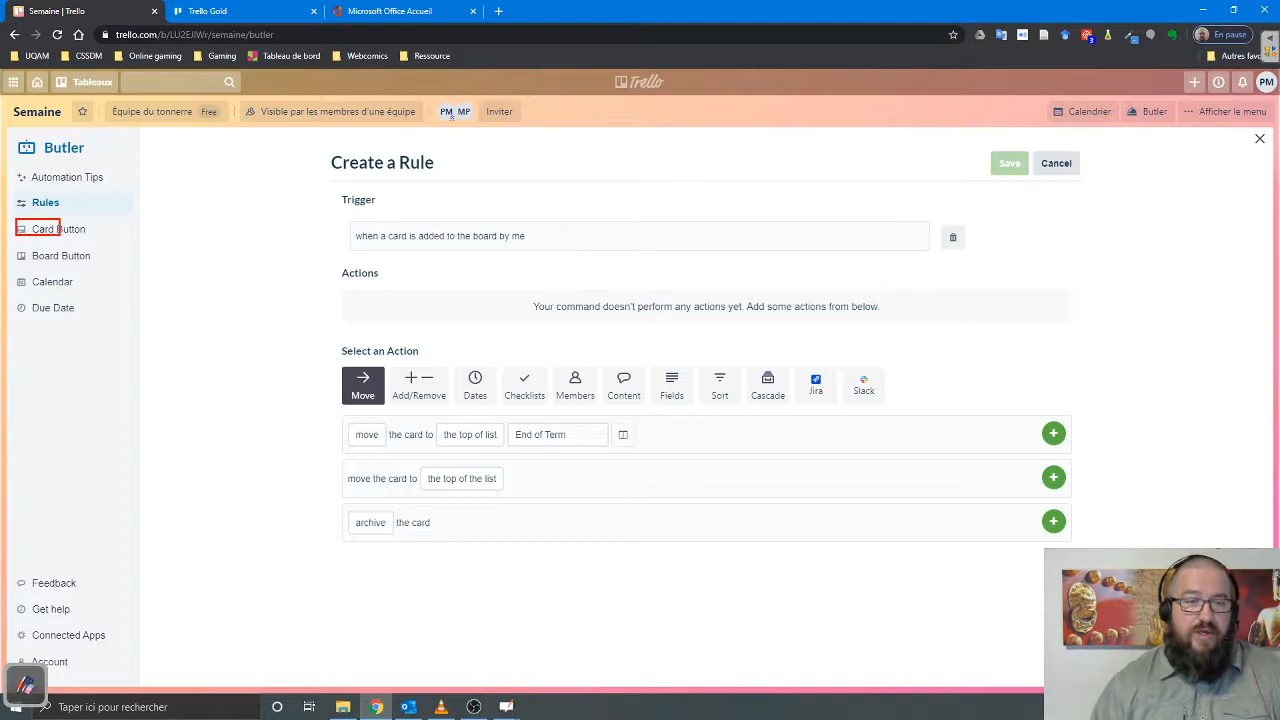 Semaine | Trello
Trello Gold
Microsoft Office Accueil
trello.com/b/LU2EJIWr/semaine/butler
En pause
UQAM
CSSDM
Online gaming
Gaming
Tableau de bord
Webcomics
Ressource
Autres favo
Tableaux
Trello
PM
Semaine
Équipe du tonnerre Free
Visible par les membres d'une équipe
PM MP
Inviter
Calendrier
Butler
Afficher le menu
Butler
Automation Tips
Rules
Card Button
Board Button
Calendar
Due Date
Create a Rule
Save
Cancel
Trigger
when a card is added to the board by me
Actions
Your command doesn't perform any actions yet. Add some actions from below.
Select an Action
Move
Add/Remove
Dates
Checklists
Members
Content
Fields
Sort
Cascade
Jira
Slack
move the card to the top of list End of Term
move the card to the top of the list
archive the card
Feedback
Get help
Connected Apps
Account
Taper ici pour rechercher